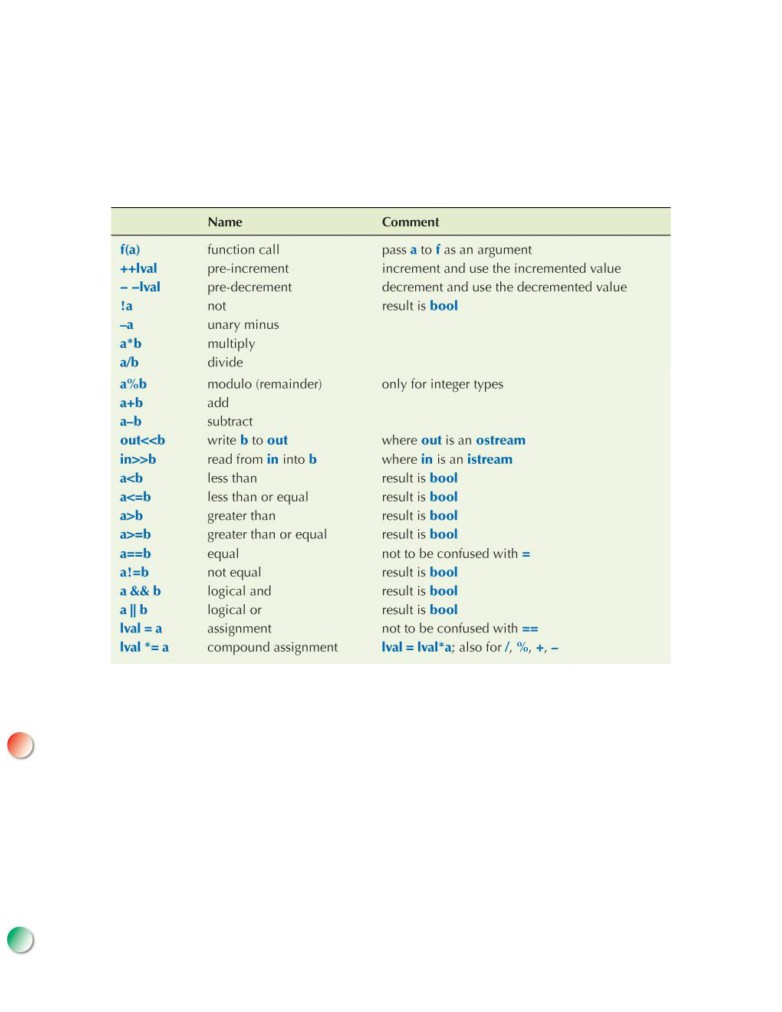 Name Comment
f(a) function call pass a to f as an argument
++lval pre-increment increment and use the incremented value
– –lval pre-decrement decrement and use the decremented value
!a not result is bool
–a unary minus
a*b multiply
a/b divide
a%b modulo (remainder) only for integer types
a+b add
a–b subtract
out<<b write b to out where out is an ostream
in>>b read from in into b where in is an istream
a<b less than result is bool
a<=b less than or equal result is bool
a>b greater than result is bool
a>=b greater than or equal result is bool
a==b equal not to be confused with =
a!=b not equal result is bool
a && b logical and result is bool
a || b logical or result is bool
lval = a assignment not to be confused with ==
lval *= a compound assignment lval = lval*a; also for /, %, +, –